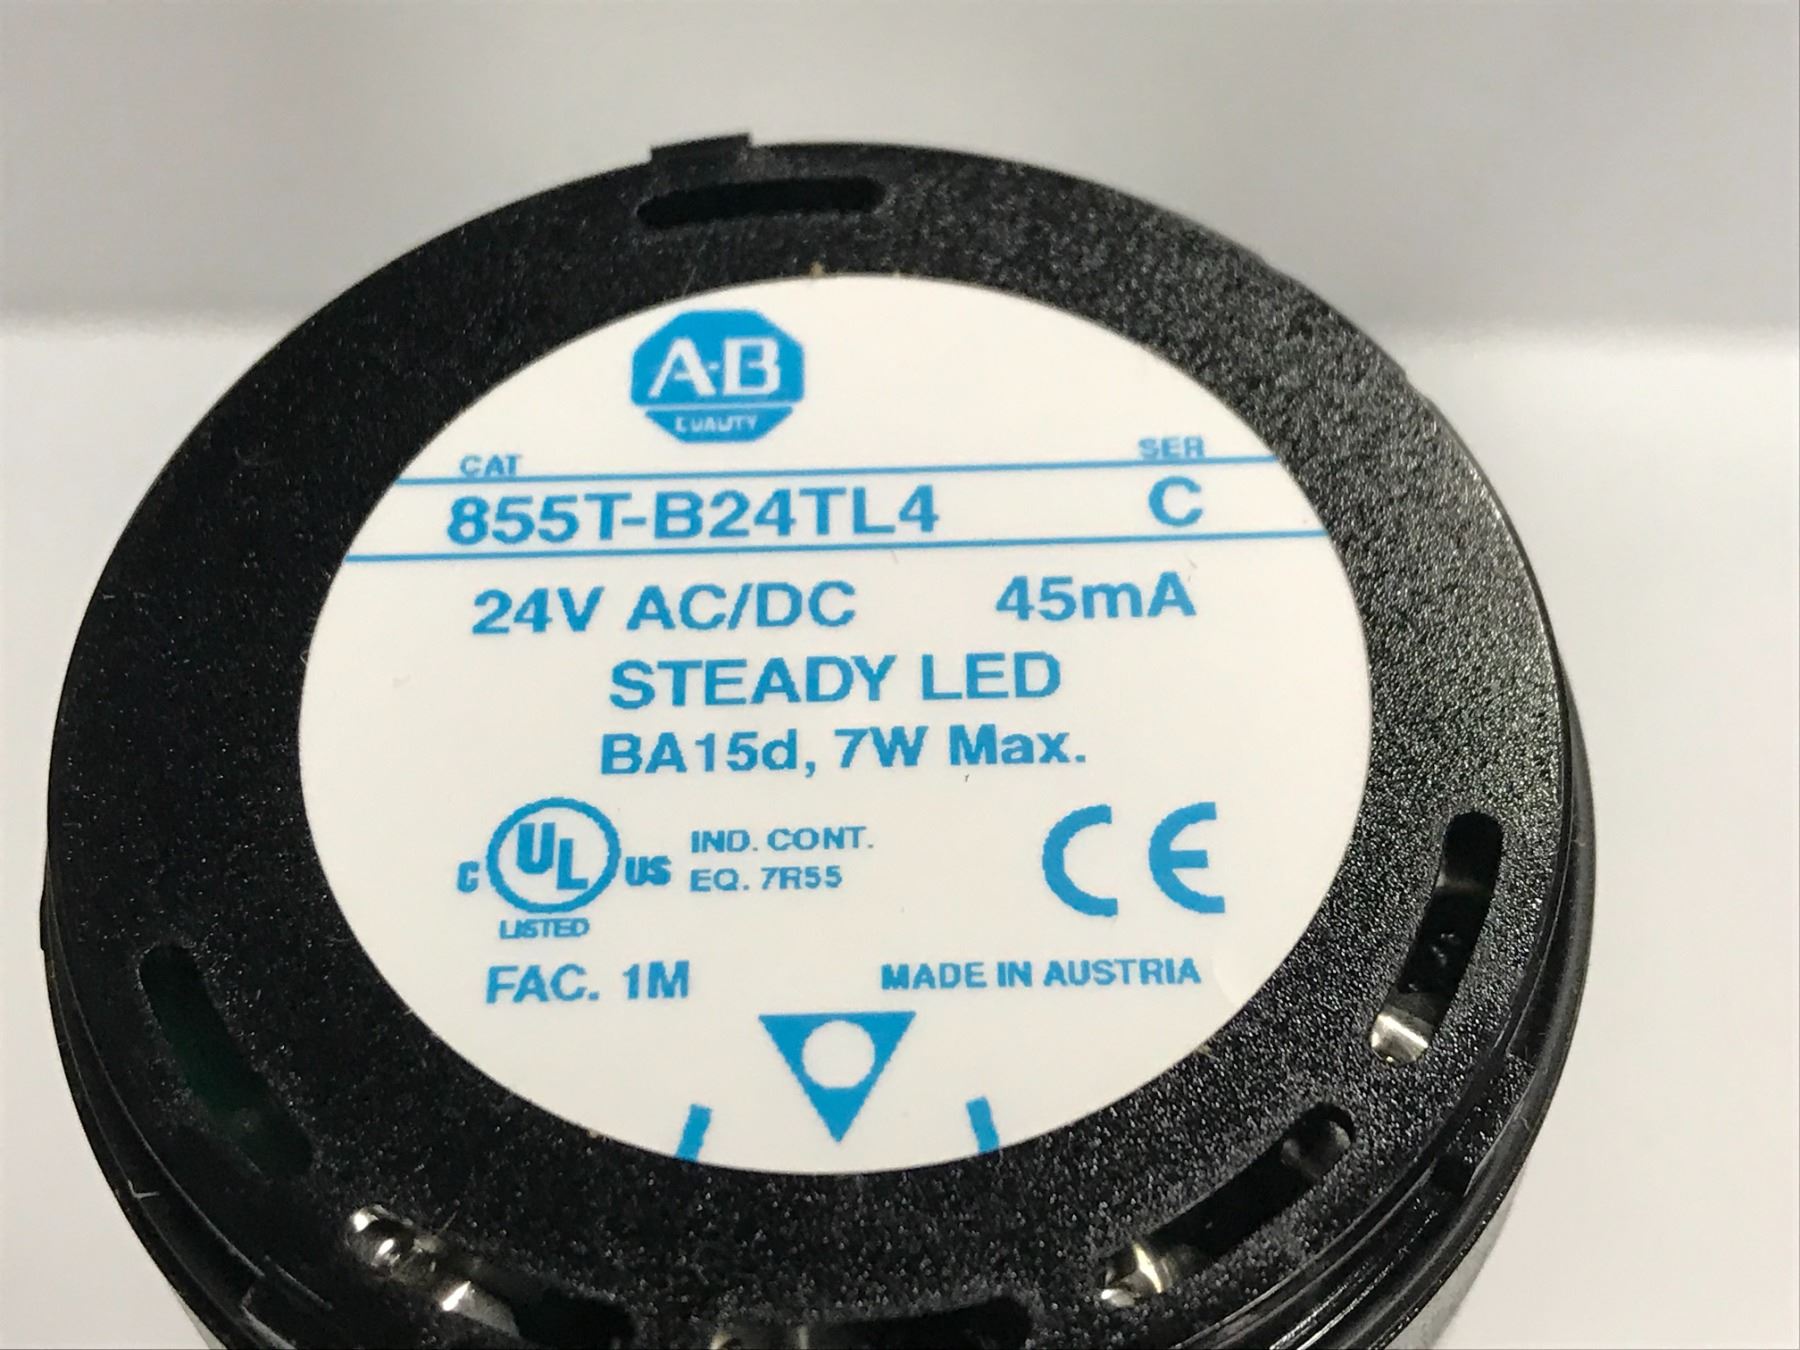 A-B
QUALITY
CAT SER
855T-B24TL4 C
24V AC/DC 45mA
STEADY LED
BA15d, 7W Max.
C UL US IND. CONT.
EQ. 7R55
LISTED
CE
FAC. 1M MADE IN AUSTRIA